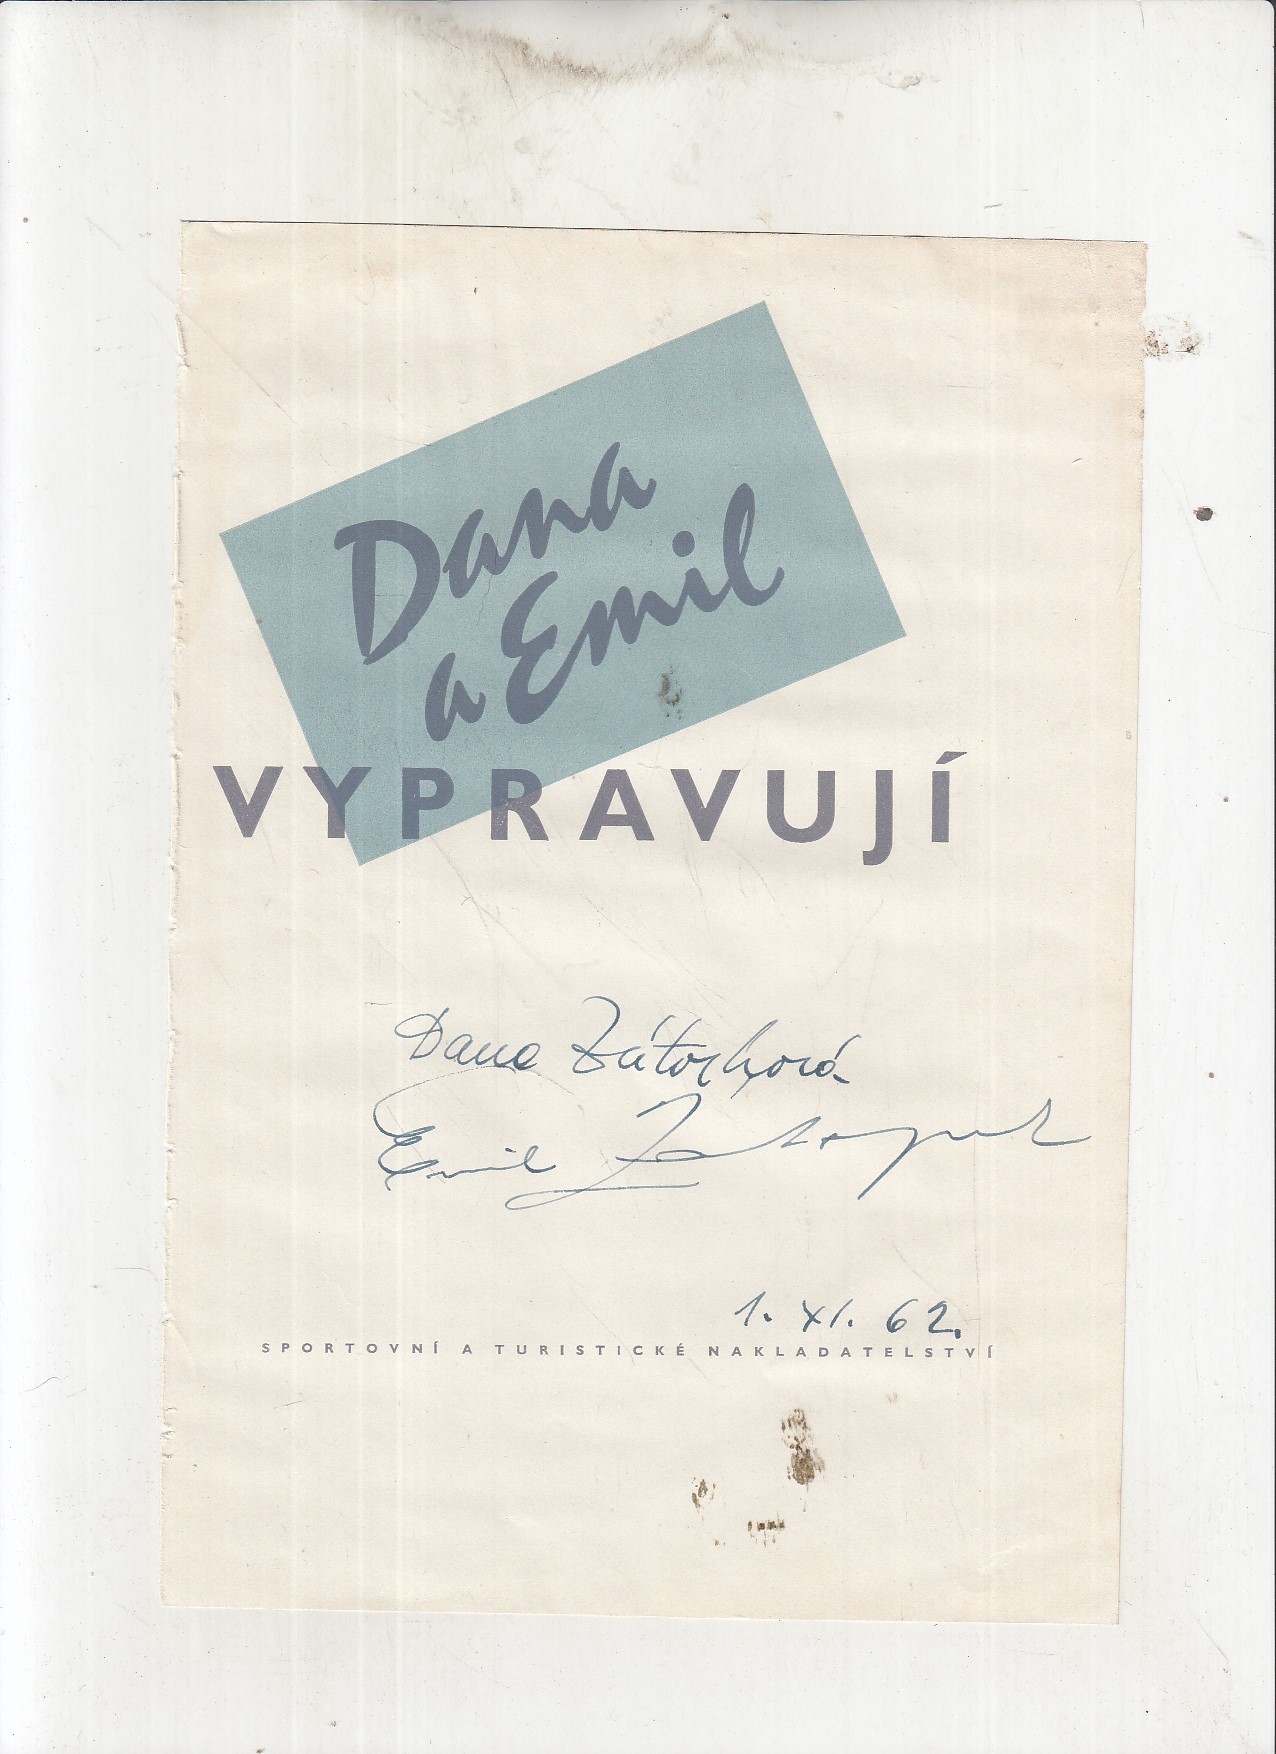 Dana
a Emil
VYPRAVUJÍ
Dana Zátopková
Emil Zátopek
1. XI. 62.
SPORTOVNÍ A TURISTICKÉ NAKLADATELSTVÍ